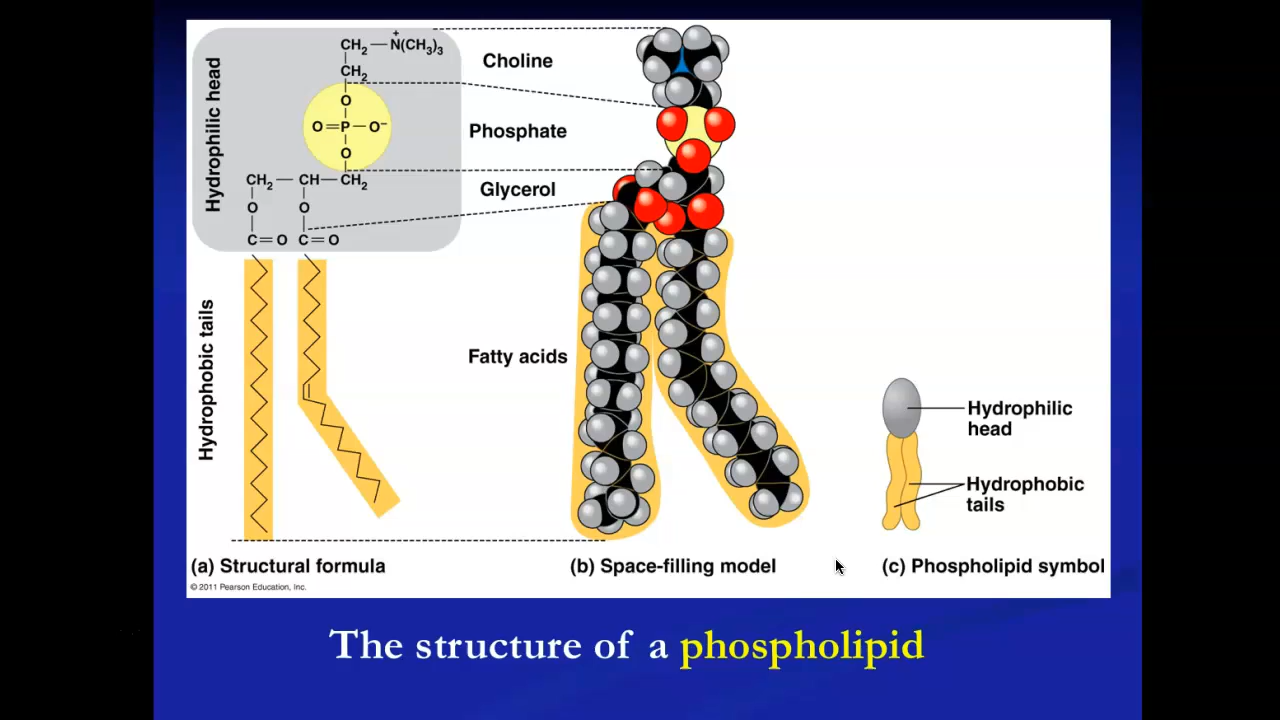 Hydrophilic head
CH₂—N(CH₃)₃
+
CH₂
O
O=P—O⁻
O
CH₂—CH—CH₂
O O
C=O C=O
Hydrophobic tails
Choline
Phosphate
Glycerol
Fatty acids
Hydrophilic
head
Hydrophobic
tails
(a) Structural formula
(b) Space-filling model
(c) Phospholipid symbol
© 2011 Pearson Education, Inc.
The structure of a phospholipid